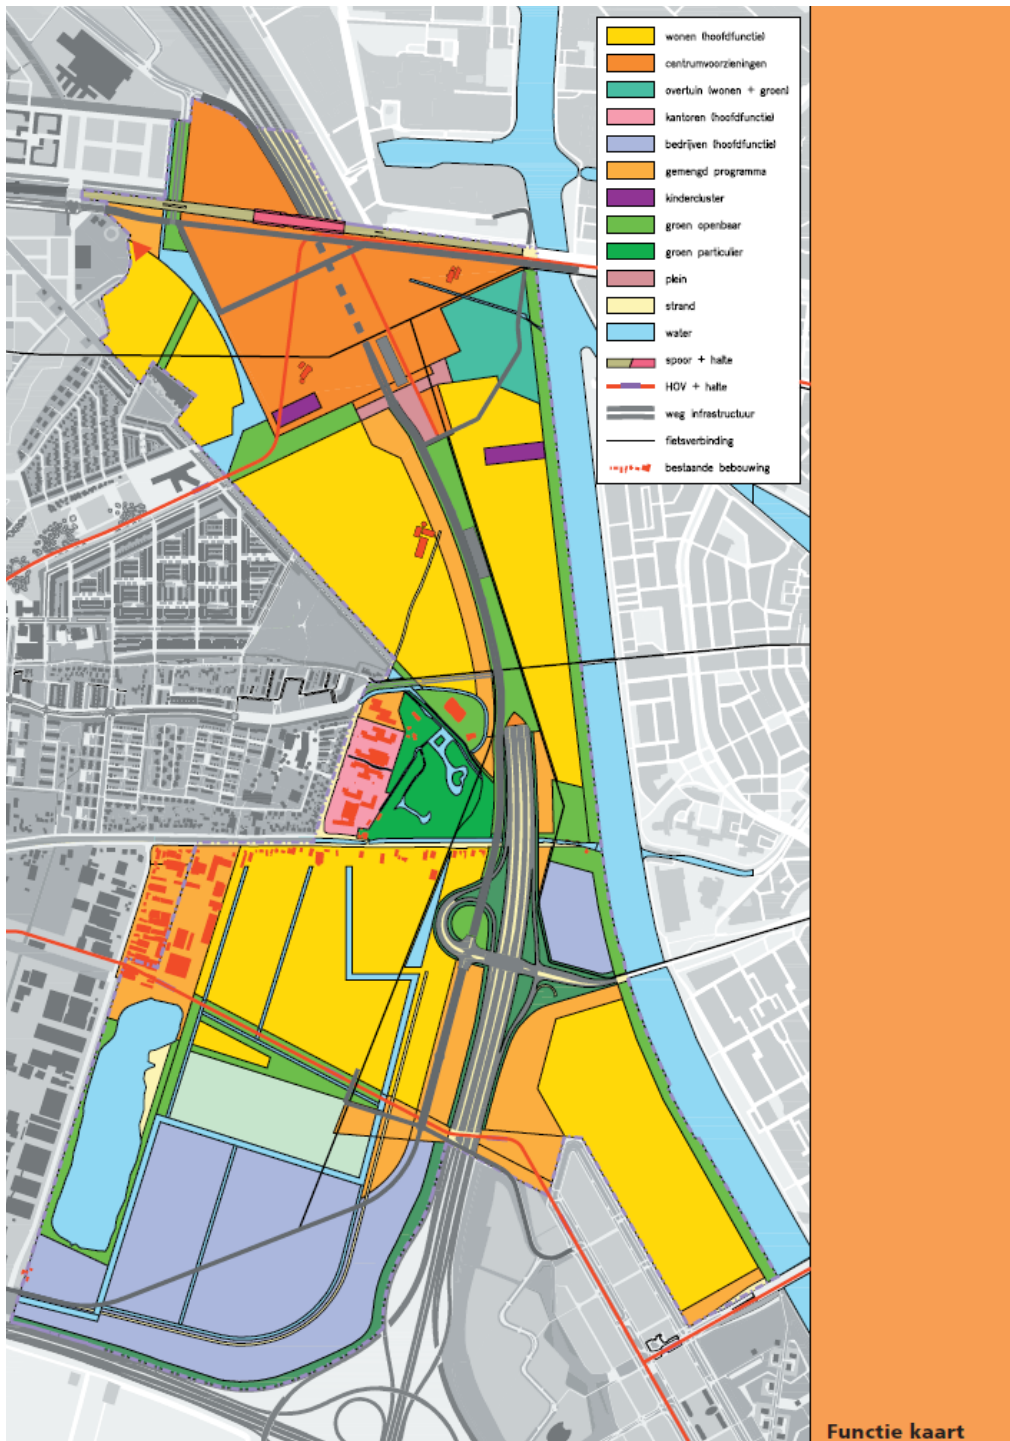 wonen (hoofdfunctie)
centrumvoorzieningen
overtuin (wonen + groen)
kantoren (hoofdfunctie)
bedrijven (hoofdfunctie)
gemengd programma
kindercluster
groen openbaar
groen particulier
plein
strand
water
spoor + halte
HOV + halte
weg infrastructuur
fietsverbinding
bestaande bebouwing
Functie kaart